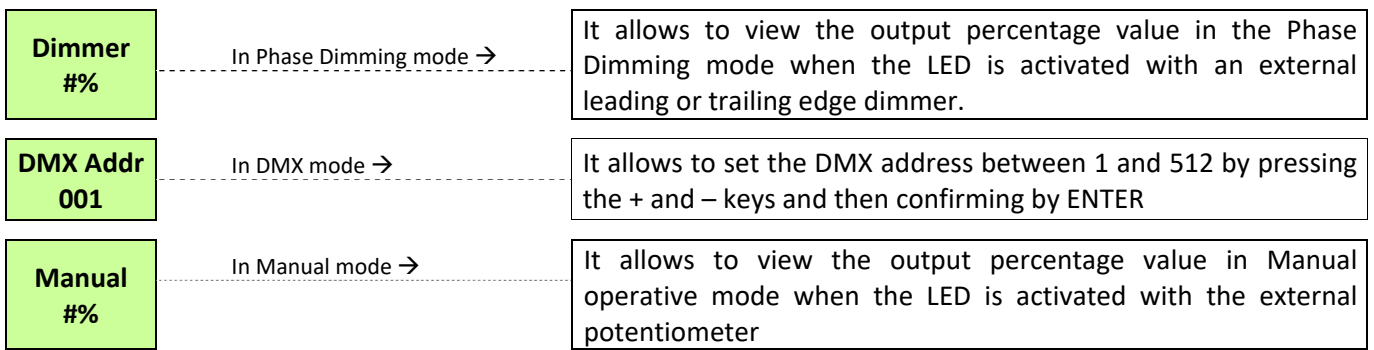 Dimmer
#%
In Phase Dimming mode →
It allows to view the output percentage value in the Phase
Dimming mode when the LED is activated with an external
leading or trailing edge dimmer.
DMX Addr
001
In DMX mode →
It allows to set the DMX address between 1 and 512 by pressing
the + and – keys and then confirming by ENTER
Manual
#%
In Manual mode →
It allows to view the output percentage value in Manual
operative mode when the LED is activated with the external
potentiometer